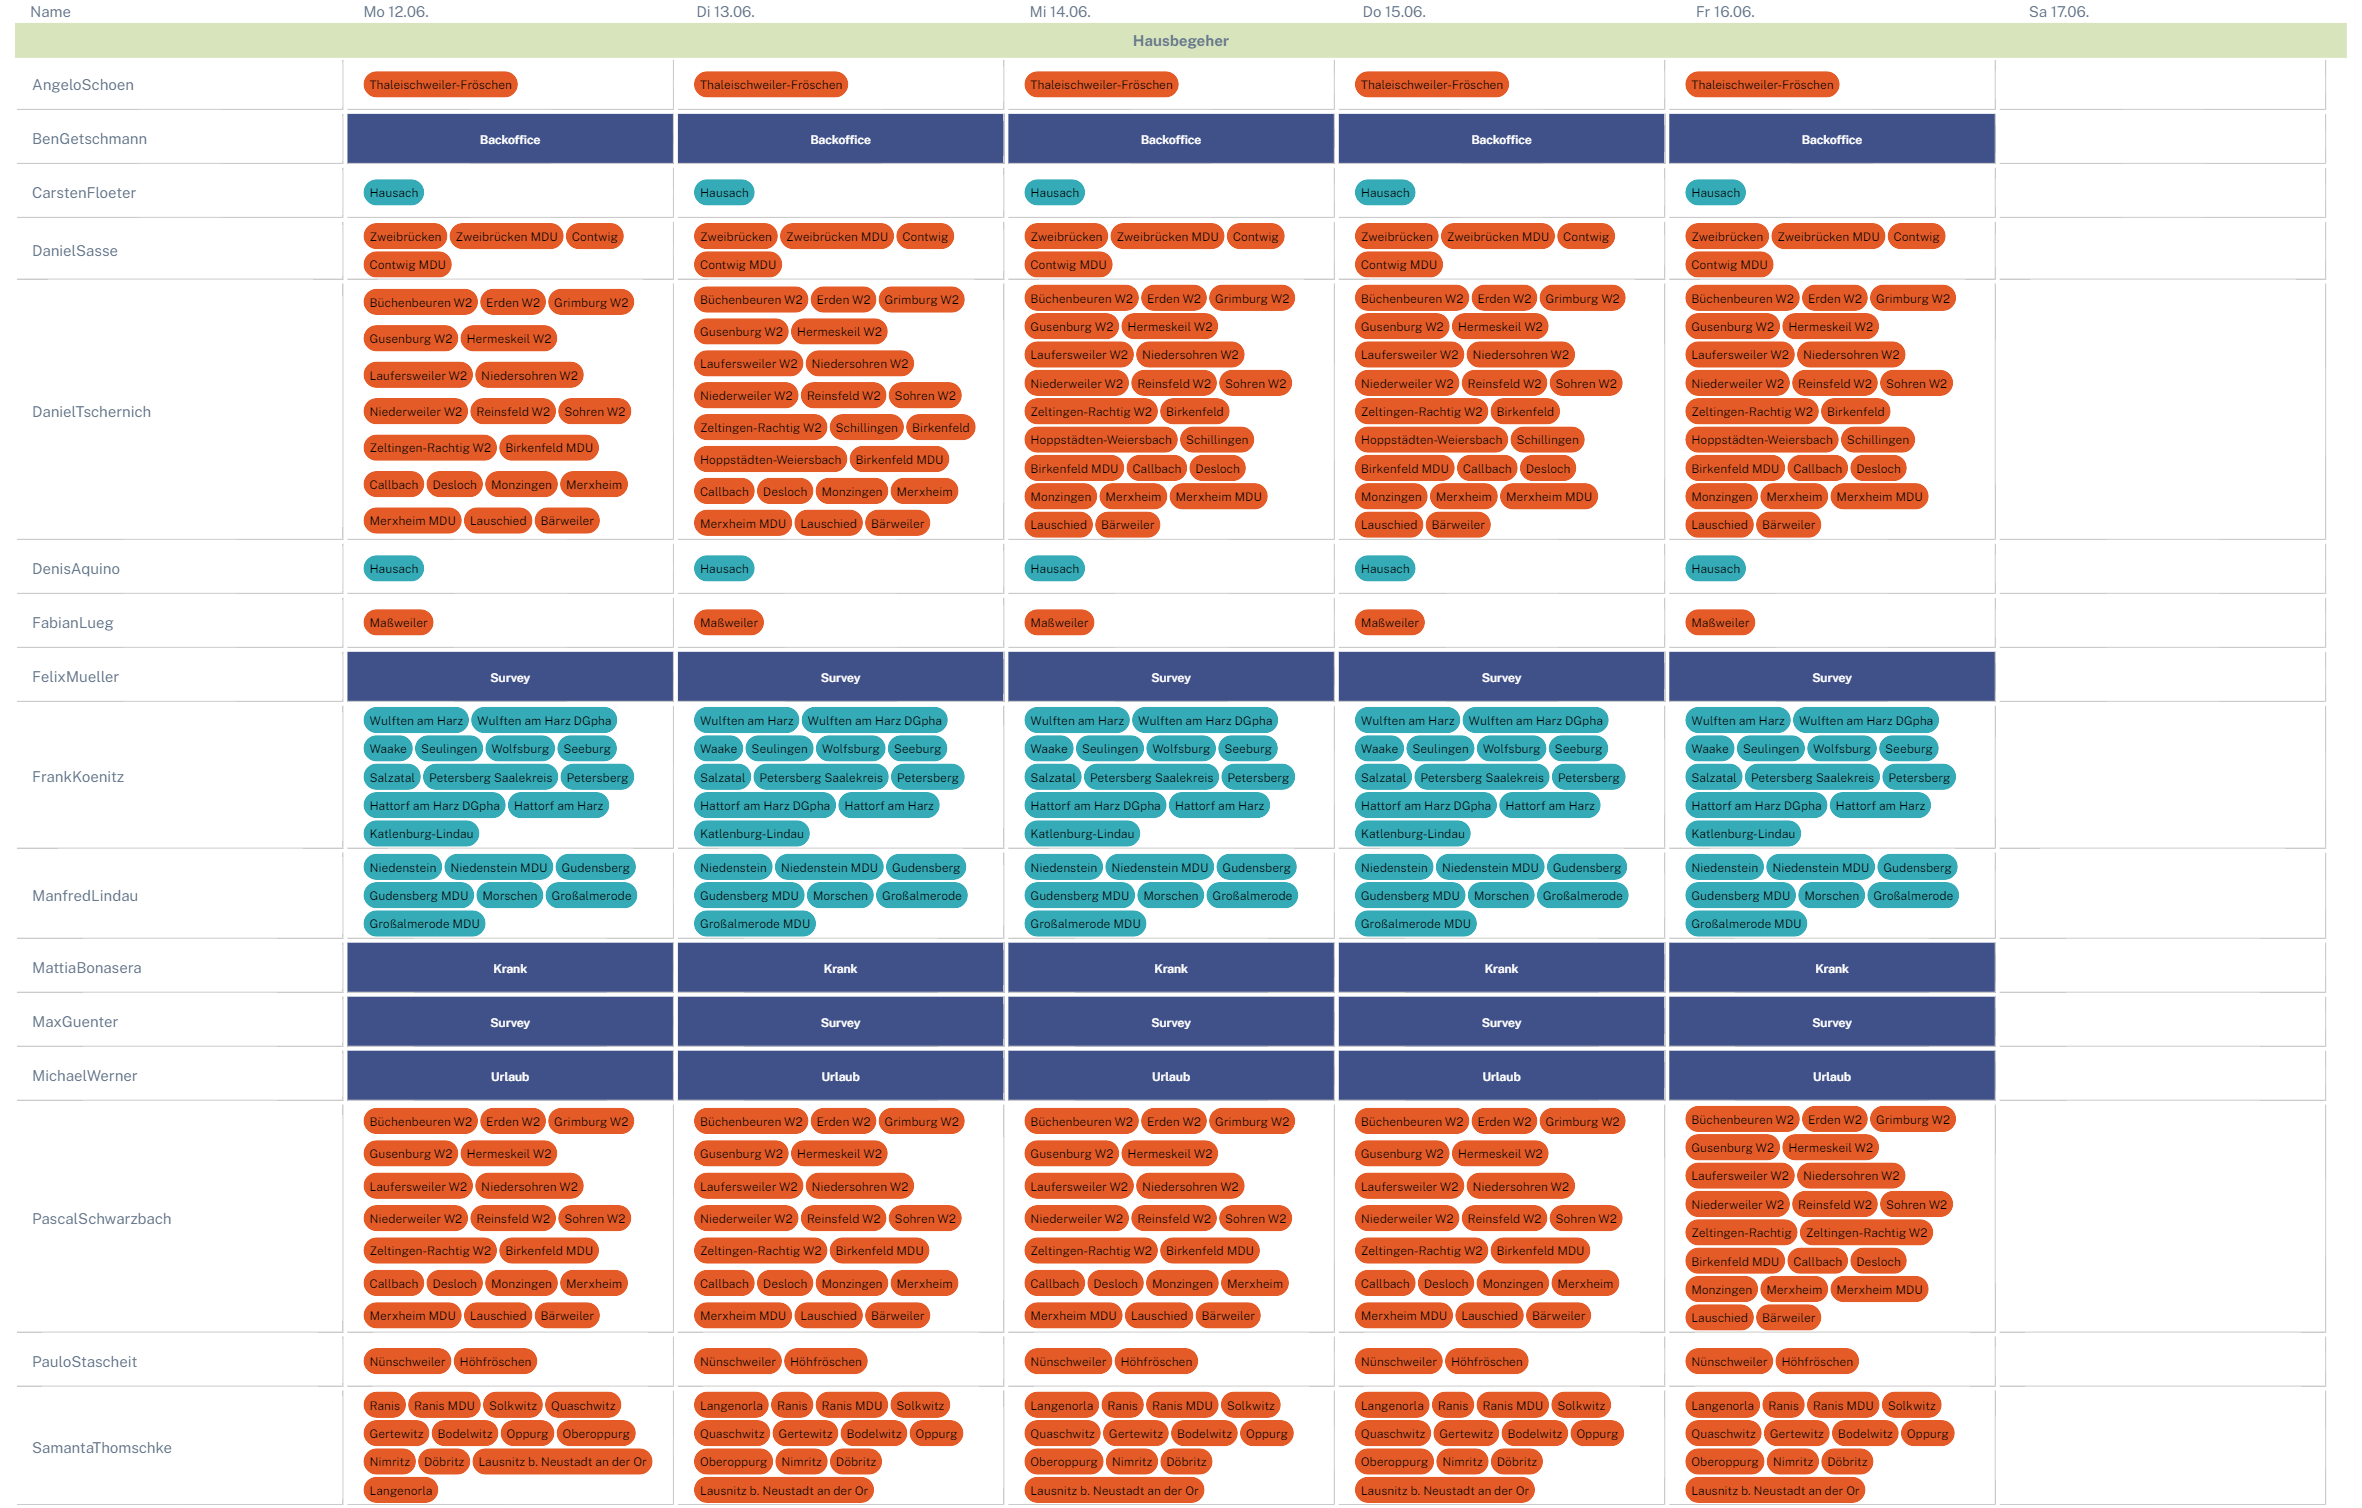 Name Mo 12.06. Di 13.06. Mi 14.06. Do 15.06. Fr 16.06. Sa 17.06.
Hausbegeher
AngeloSchoen Thaleischweiler-Fröschen Thaleischweiler-Fröschen Thaleischweiler-Fröschen Thaleischweiler-Fröschen Thaleischweiler-Fröschen
BenGetschmann Backoffice Backoffice Backoffice Backoffice Backoffice
CarstenFloeter Hausach Hausach Hausach Hausach Hausach
DanielSasse
Zweibrücken Zweibrücken MDU Contwig
Contwig MDU
Zweibrücken Zweibrücken MDU Contwig
Contwig MDU
Zweibrücken Zweibrücken MDU Contwig
Contwig MDU
Zweibrücken Zweibrücken MDU Contwig
Contwig MDU
Zweibrücken Zweibrücken MDU Contwig
Contwig MDU
DanielTschernich
Büchenbeuren W2 Erden W2 Grimburg W2
Gusenburg W2 Hermeskeil W2
Laufersweiler W2 Niedersohren W2
Niederweiler W2 Reinsfeld W2 Sohren W2
Zeltingen-Rachtig W2 Birkenfeld MDU
Callbach Desloch Monzingen Merxheim
Merxheim MDU Lauschied Bärweiler
Büchenbeuren W2 Erden W2 Grimburg W2
Gusenburg W2 Hermeskeil W2
Laufersweiler W2 Niedersohren W2
Niederweiler W2 Reinsfeld W2 Sohren W2
Zeltingen-Rachtig W2 Schillingen Birkenfeld
Hoppstädten-Weiersbach Birkenfeld MDU
Callbach Desloch Monzingen Merxheim
Merxheim MDU Lauschied Bärweiler
Büchenbeuren W2 Erden W2 Grimburg W2
Gusenburg W2 Hermeskeil W2
Laufersweiler W2 Niedersohren W2
Niederweiler W2 Reinsfeld W2 Sohren W2
Zeltingen-Rachtig W2 Birkenfeld
Hoppstädten-Weiersbach Schillingen
Birkenfeld MDU Callbach Desloch
Monzingen Merxheim Merxheim MDU
Lauschied Bärweiler
Büchenbeuren W2 Erden W2 Grimburg W2
Gusenburg W2 Hermeskeil W2
Laufersweiler W2 Niedersohren W2
Niederweiler W2 Reinsfeld W2 Sohren W2
Zeltingen-Rachtig W2 Birkenfeld
Hoppstädten-Weiersbach Schillingen
Birkenfeld MDU Callbach Desloch
Monzingen Merxheim Merxheim MDU
Lauschied Bärweiler
Büchenbeuren W2 Erden W2 Grimburg W2
Gusenburg W2 Hermeskeil W2
Laufersweiler W2 Niedersohren W2
Niederweiler W2 Reinsfeld W2 Sohren W2
Zeltingen-Rachtig W2 Birkenfeld
Hoppstädten-Weiersbach Schillingen
Birkenfeld MDU Callbach Desloch
Monzingen Merxheim Merxheim MDU
Lauschied Bärweiler
DenisAquino Hausach Hausach Hausach Hausach Hausach
FabianLueg Maßweiler Maßweiler Maßweiler Maßweiler Maßweiler
FelixMueller Survey Survey Survey Survey Survey
FrankKoenitz
Wulften am Harz Wulften am Harz DGpha
Waake Seulingen Wolfsburg Seeburg
Salzatal Petersberg Saalekreis Petersberg
Hattorf am Harz DGpha Hattorf am Harz
Katlenburg-Lindau
Wulften am Harz Wulften am Harz DGpha
Waake Seulingen Wolfsburg Seeburg
Salzatal Petersberg Saalekreis Petersberg
Hattorf am Harz DGpha Hattorf am Harz
Katlenburg-Lindau
Wulften am Harz Wulften am Harz DGpha
Waake Seulingen Wolfsburg Seeburg
Salzatal Petersberg Saalekreis Petersberg
Hattorf am Harz DGpha Hattorf am Harz
Katlenburg-Lindau
Wulften am Harz Wulften am Harz DGpha
Waake Seulingen Wolfsburg Seeburg
Salzatal Petersberg Saalekreis Petersberg
Hattorf am Harz DGpha Hattorf am Harz
Katlenburg-Lindau
Wulften am Harz Wulften am Harz DGpha
Waake Seulingen Wolfsburg Seeburg
Salzatal Petersberg Saalekreis Petersberg
Hattorf am Harz DGpha Hattorf am Harz
Katlenburg-Lindau
ManfredLindau
Niedenstein Niedenstein MDU Gudensberg
Gudensberg MDU Morschen Großalmerode
Großalmerode MDU
Niedenstein Niedenstein MDU Gudensberg
Gudensberg MDU Morschen Großalmerode
Großalmerode MDU
Niedenstein Niedenstein MDU Gudensberg
Gudensberg MDU Morschen Großalmerode
Großalmerode MDU
Niedenstein Niedenstein MDU Gudensberg
Gudensberg MDU Morschen Großalmerode
Großalmerode MDU
Niedenstein Niedenstein MDU Gudensberg
Gudensberg MDU Morschen Großalmerode
Großalmerode MDU
MattiaBonasera Krank Krank Krank Krank Krank
MaxGuenter Survey Survey Survey Survey Survey
MichaelWerner Urlaub Urlaub Urlaub Urlaub Urlaub
PascalSchwarzbach
Büchenbeuren W2 Erden W2 Grimburg W2
Gusenburg W2 Hermeskeil W2
Laufersweiler W2 Niedersohren W2
Niederweiler W2 Reinsfeld W2 Sohren W2
Zeltingen-Rachtig W2 Birkenfeld MDU
Callbach Desloch Monzingen Merxheim
Merxheim MDU Lauschied Bärweiler
Büchenbeuren W2 Erden W2 Grimburg W2
Gusenburg W2 Hermeskeil W2
Laufersweiler W2 Niedersohren W2
Niederweiler W2 Reinsfeld W2 Sohren W2
Zeltingen-Rachtig W2 Birkenfeld MDU
Callbach Desloch Monzingen Merxheim
Merxheim MDU Lauschied Bärweiler
Büchenbeuren W2 Erden W2 Grimburg W2
Gusenburg W2 Hermeskeil W2
Laufersweiler W2 Niedersohren W2
Niederweiler W2 Reinsfeld W2 Sohren W2
Zeltingen-Rachtig W2 Birkenfeld MDU
Callbach Desloch Monzingen Merxheim
Merxheim MDU Lauschied Bärweiler
Büchenbeuren W2 Erden W2 Grimburg W2
Gusenburg W2 Hermeskeil W2
Laufersweiler W2 Niedersohren W2
Niederweiler W2 Reinsfeld W2 Sohren W2
Zeltingen-Rachtig W2 Birkenfeld MDU
Callbach Desloch Monzingen Merxheim
Merxheim MDU Lauschied Bärweiler
Büchenbeuren W2 Erden W2 Grimburg W2
Gusenburg W2 Hermeskeil W2
Laufersweiler W2 Niedersohren W2
Niederweiler W2 Reinsfeld W2 Sohren W2
Zeltingen-Rachtig Zeltingen-Rachtig W2
Birkenfeld MDU Callbach Desloch
Monzingen Merxheim Merxheim MDU
Lauschied Bärweiler
PauloStascheit Nünschweiler Höhfröschen Nünschweiler Höhfröschen Nünschweiler Höhfröschen Nünschweiler Höhfröschen Nünschweiler Höhfröschen
SamantaThomschke
Ranis Ranis MDU Solkwitz Quaschwitz
Gertewitz Bodelwitz Oppurg Oberoppurg
Nimritz Döbritz Lausnitz b. Neustadt an der Or
Langenorla
Langenorla Ranis Ranis MDU Solkwitz
Quaschwitz Gertewitz Bodelwitz Oppurg
Oberoppurg Nimritz Döbritz
Lausnitz b. Neustadt an der Or
Langenorla Ranis Ranis MDU Solkwitz
Quaschwitz Gertewitz Bodelwitz Oppurg
Oberoppurg Nimritz Döbritz
Lausnitz b. Neustadt an der Or
Langenorla Ranis Ranis MDU Solkwitz
Quaschwitz Gertewitz Bodelwitz Oppurg
Oberoppurg Nimritz Döbritz
Lausnitz b. Neustadt an der Or
Langenorla Ranis Ranis MDU Solkwitz
Quaschwitz Gertewitz Bodelwitz Oppurg
Oberoppurg Nimritz Döbritz
Lausnitz b. Neustadt an der Or